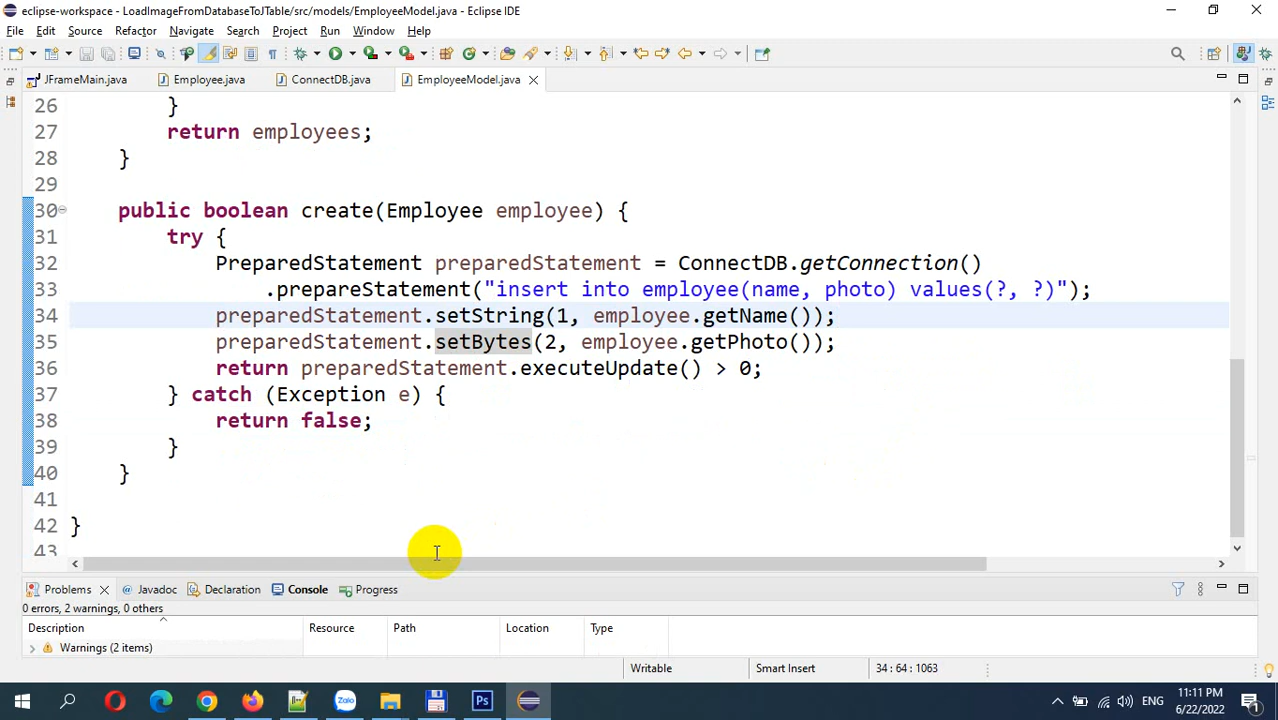 eclipse-workspace - LoadImageFromDatabaseToJTable/src/models/EmployeeModel.java - Eclipse IDE
File Edit Source Refactor Navigate Search Project Run Window Help
JFrameMain.java Employee.java ConnectDB.java EmployeeModel.java
26 }
27 return employees;
28 }
29
30 public boolean create(Employee employee) {
31 try {
32 PreparedStatement preparedStatement = ConnectDB.getConnection()
33 .prepareStatement("insert into employee(name, photo) values(?, ?)");
34 preparedStatement.setString(1, employee.getName());
35 preparedStatement.setBytes(2, employee.getPhoto());
36 return preparedStatement.executeUpdate() > 0;
37 } catch (Exception e) {
38 return false;
39 }
40 }
41
42 }
43
Problems Javadoc Declaration Console Progress
0 errors, 2 warnings, 0 others
Description Resource Path Location Type
Warnings (2 items)
Writable Smart Insert 34 : 64 : 1063
Zalo Ps ENG 11:11 PM
6/22/2022